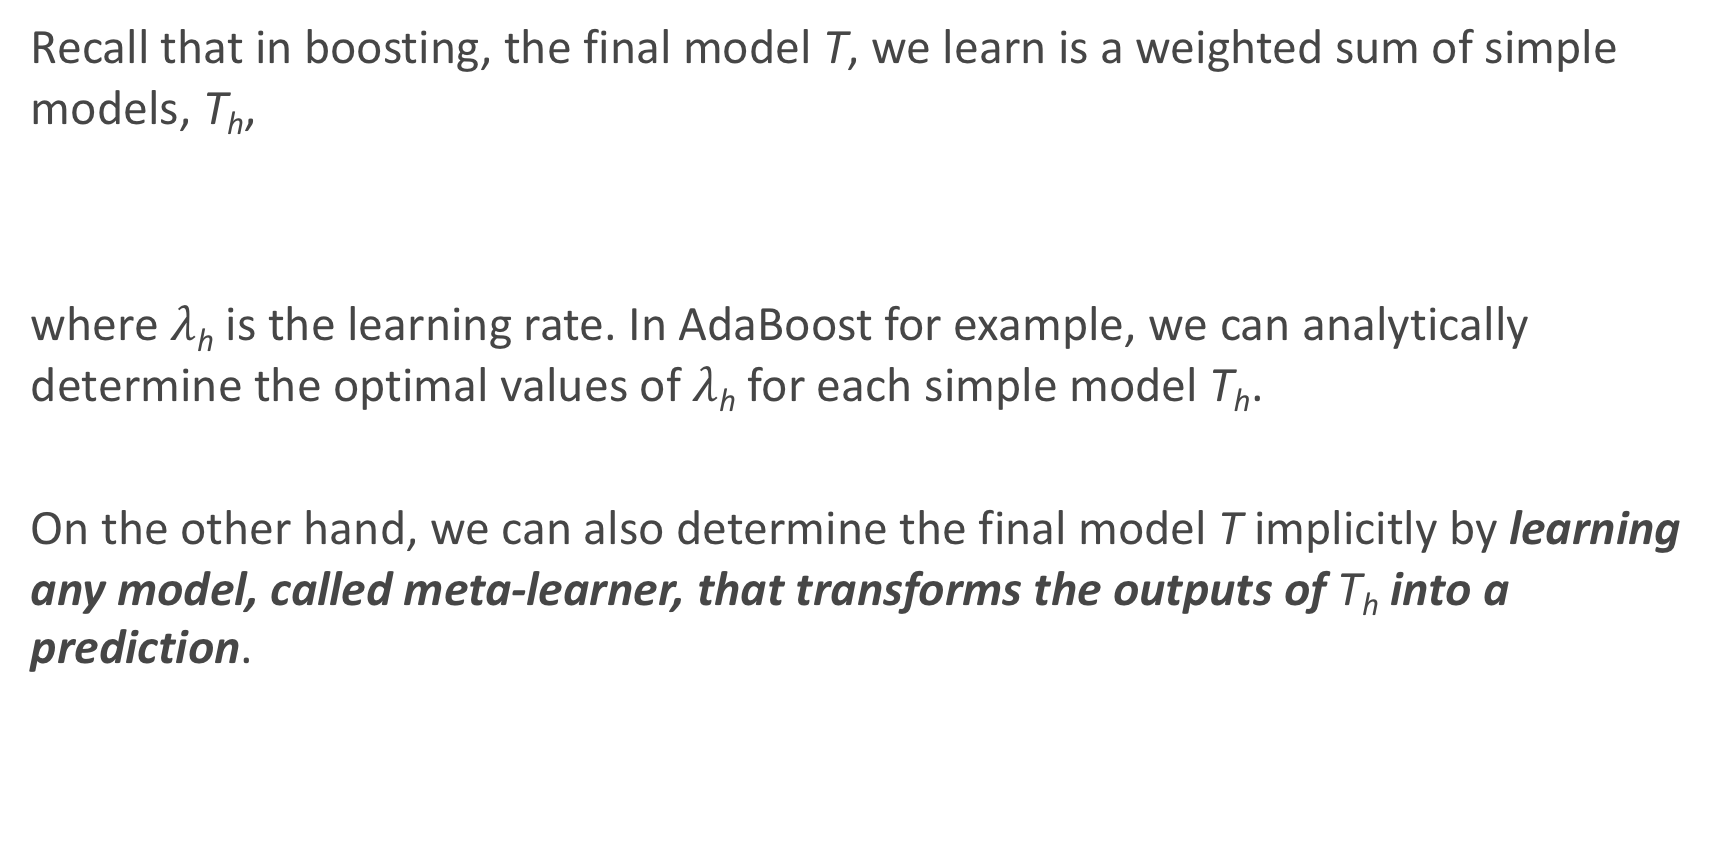 Recall that in boosting, the final model T, we learn is a weighted sum of simple
models, Tₕ,
where λₕ is the learning rate. In AdaBoost for example, we can analytically
determine the optimal values of λₕ for each simple model Tₕ.
On the other hand, we can also determine the final model T implicitly by learning
any model, called meta-learner, that transforms the outputs of Tₕ into a
prediction.